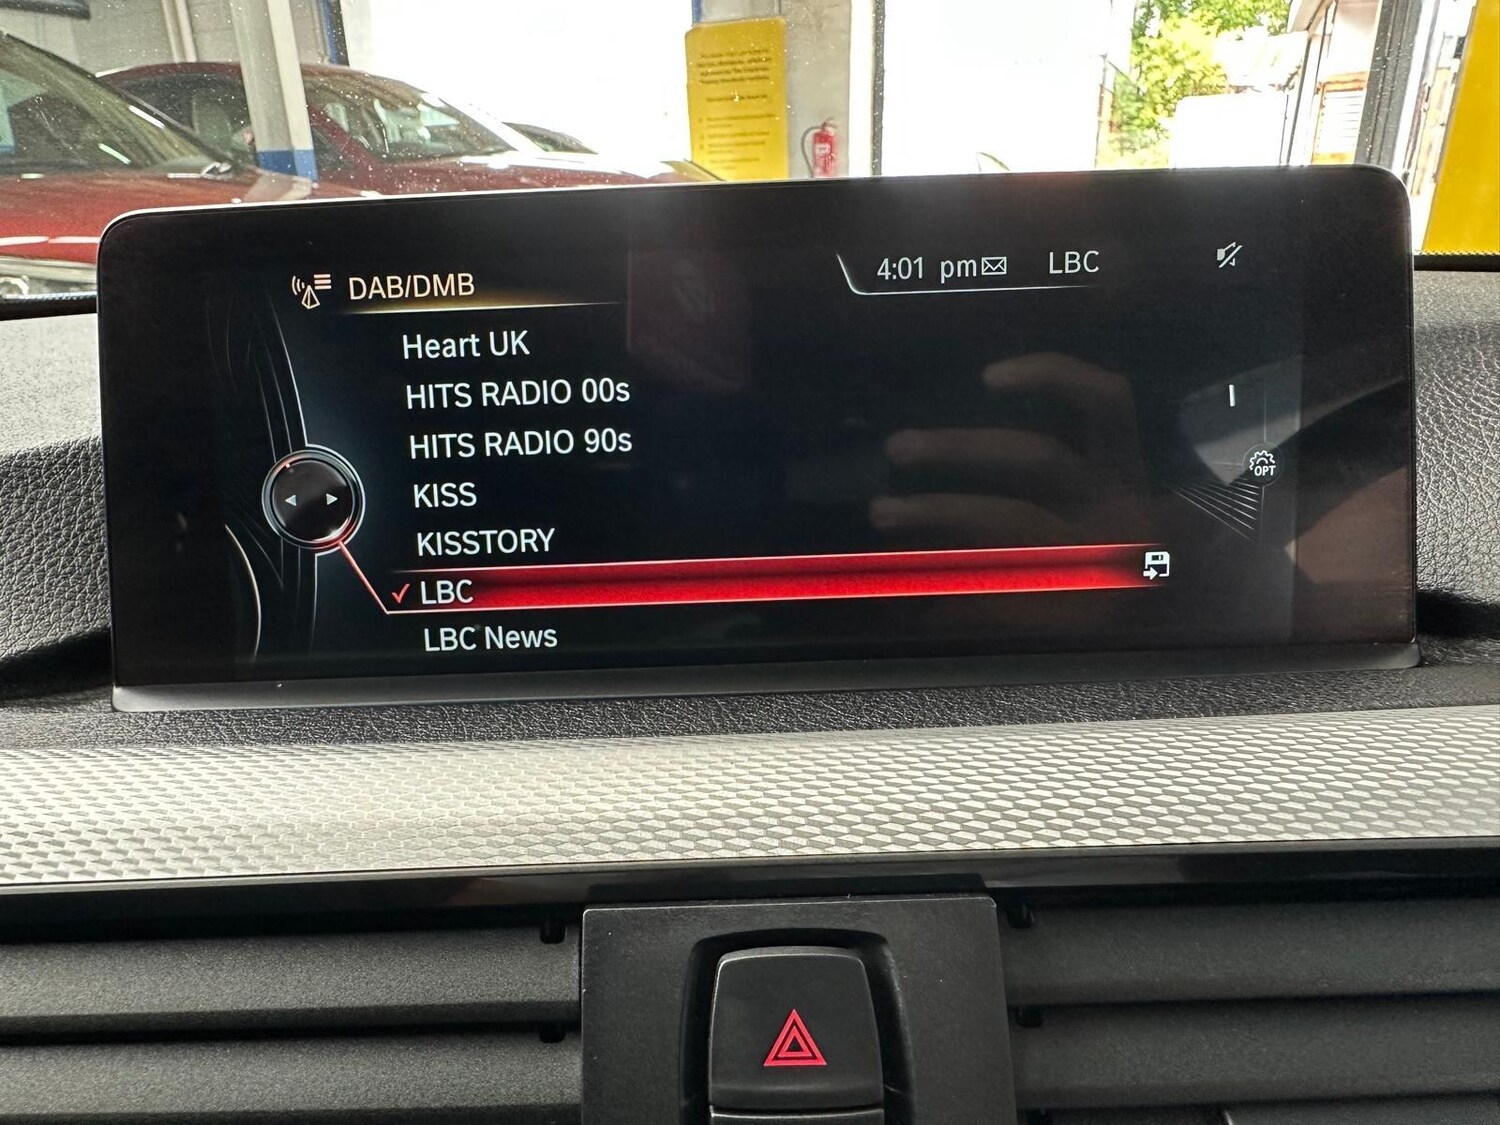 DAB/DMB
4:01 pm
LBC
Heart UK
HITS RADIO 00s
HITS RADIO 90s
KISS
KISSTORY
LBC
LBC News
OPT